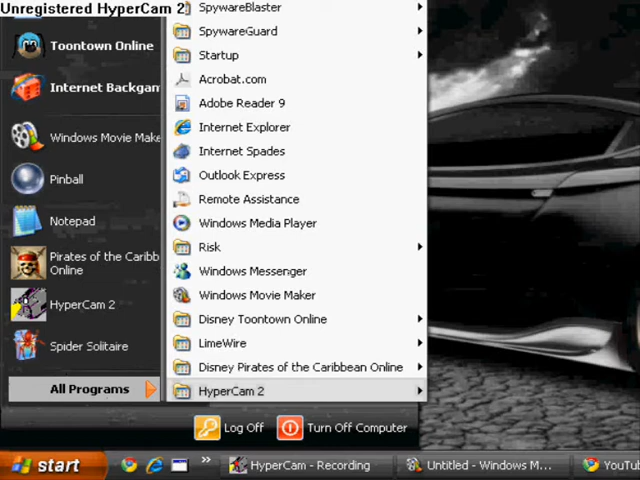 Unregistered HyperCam 2
Toontown Online
Internet Backgam
Windows Movie Make
Pinball
Notepad
Pirates of the Caribb
Online
HyperCam 2
Spider Solitaire
All Programs
SpywareBlaster
SpywareGuard
Startup
Acrobat.com
Adobe Reader 9
Internet Explorer
Internet Spades
Outlook Express
Remote Assistance
Windows Media Player
Risk
Windows Messenger
Windows Movie Maker
Disney Toontown Online
LimeWire
Disney Pirates of the Caribbean Online
HyperCam 2
Log Off
Turn Off Computer
start
HyperCam - Recording
Untitled - Windows M...
YouTu